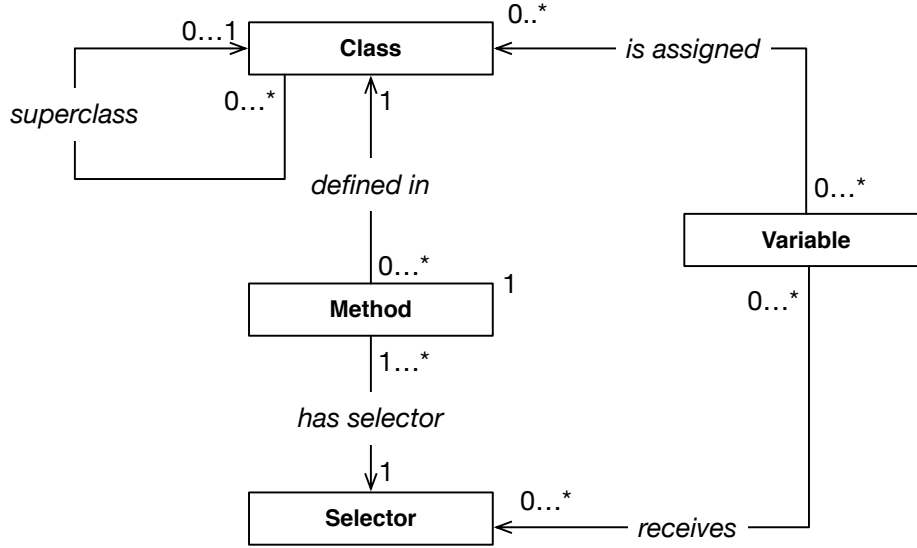 0…1
Class
0..*
is assigned
superclass
0…*
1
defined in
0…*
Variable
0…*
1
0…*
Method
1…*
has selector
1
Selector
0…*
receives